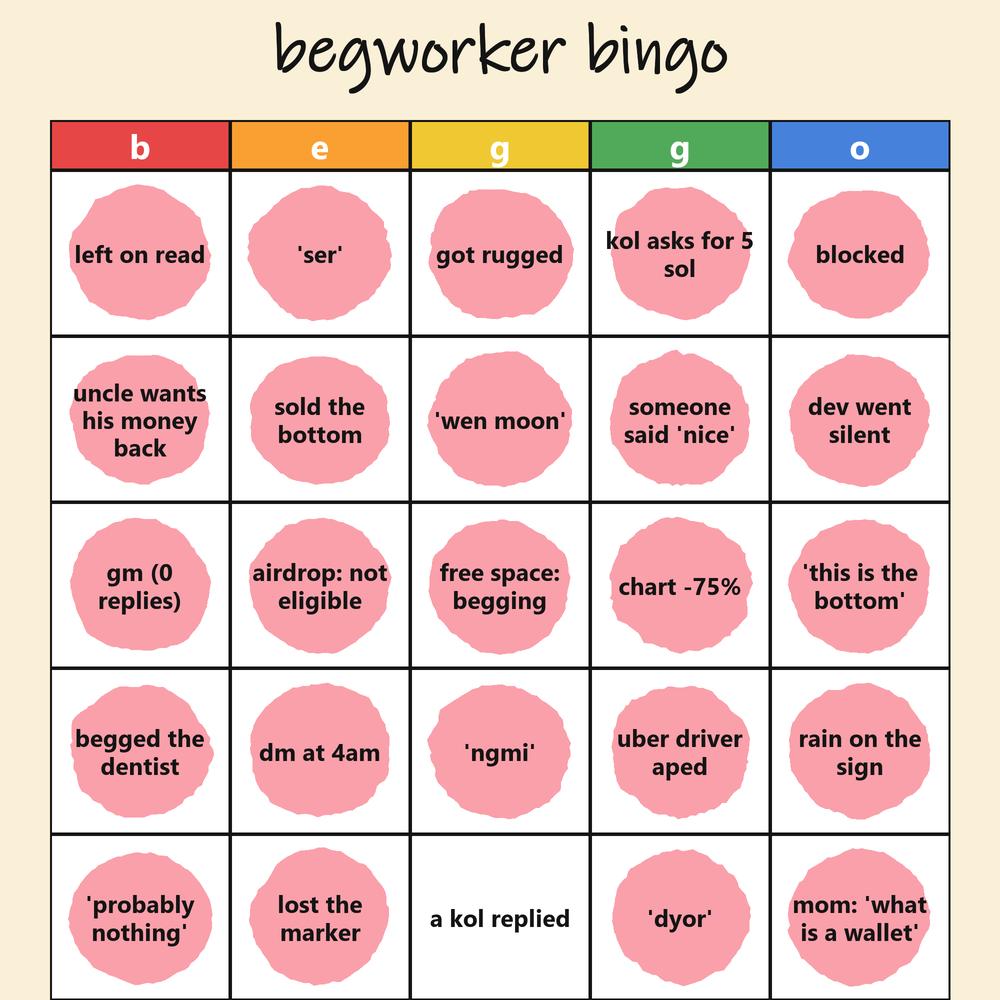 begworker bingo
b e g g o
left on read
'ser'
got rugged
kol asks for 5
sol
blocked
uncle wants
his money
back
sold the
bottom
'wen moon'
someone
said 'nice'
dev went
silent
gm (0
replies)
airdrop: not
eligible
free space:
begging
chart -75%
'this is the
bottom'
begged the
dentist
dm at 4am
'ngmi'
uber driver
aped
rain on the
sign
'probably
nothing'
lost the
marker
a kol replied
'dyor'
mom: 'what
is a wallet'